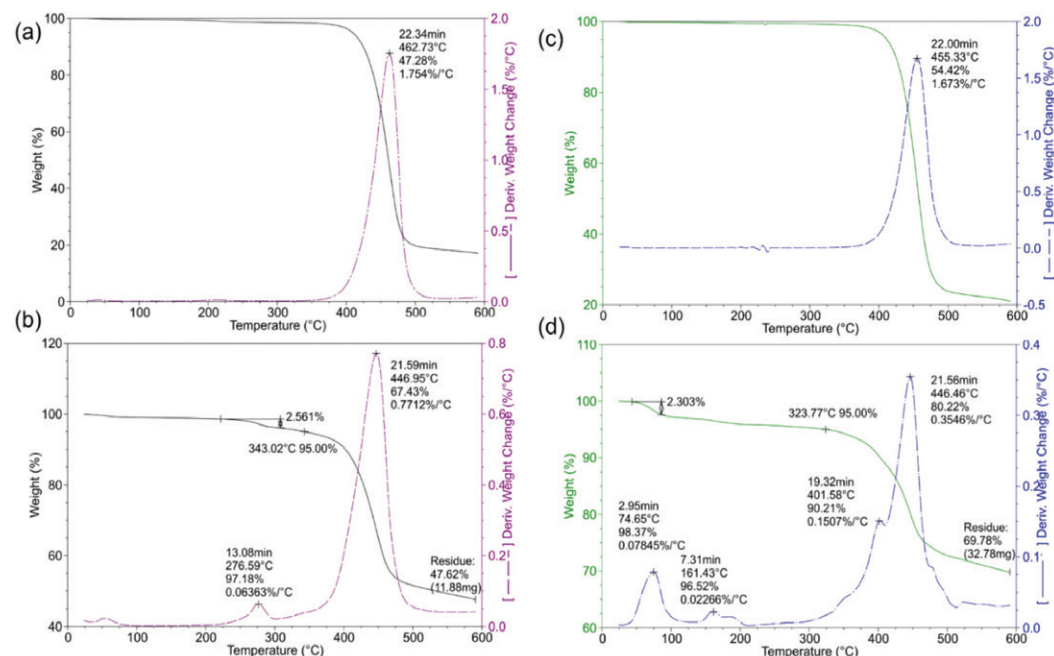 (a)
100
80
60
40
20
0
Weight (%)
0
100
200
300
400
500
600
Temperature (°C)
22.34min
462.73°C
47.28%
1.754%/°C
2.0
1.5
1.0
0.5
0.0
[ ——— – ] Deriv. Weight Change (%/°C)
(c)
100
80
60
40
20
Weight (%)
0
100
200
300
400
500
600
Temperature (°C)
22.00min
455.33°C
54.42%
1.673%/°C
2.0
1.5
1.0
0.5
0.0
-0.5
[ — — – ] Deriv. Weight Change (%/°C)
(b)
120
100
80
60
40
Weight (%)
0
100
200
300
400
500
600
Temperature (°C)
2.561%
343.02°C 95.00%
13.08min
276.59°C
97.18%
0.06363%/°C
21.59min
446.95°C
67.43%
0.7712%/°C
Residue:
47.62%
(11.88mg)
0.8
0.6
0.4
0.2
0.0
[ ——— – ] Deriv. Weight Change (%/°C)
(d)
110
100
90
80
70
60
Weight (%)
0
100
200
300
400
500
600
Temperature (°C)
2.303%
323.77°C 95.00%
2.95min
74.65°C
98.37%
0.07845%/°C
7.31min
161.43°C
96.52%
0.02266%/°C
19.32min
401.58°C
90.21%
0.1507%/°C
21.56min
446.46°C
80.22%
0.3546%/°C
Residue:
69.78%
(32.78mg)
0.4
0.3
0.2
0.1
0.0
[ — — – ] Deriv. Weight Change (%/°C)